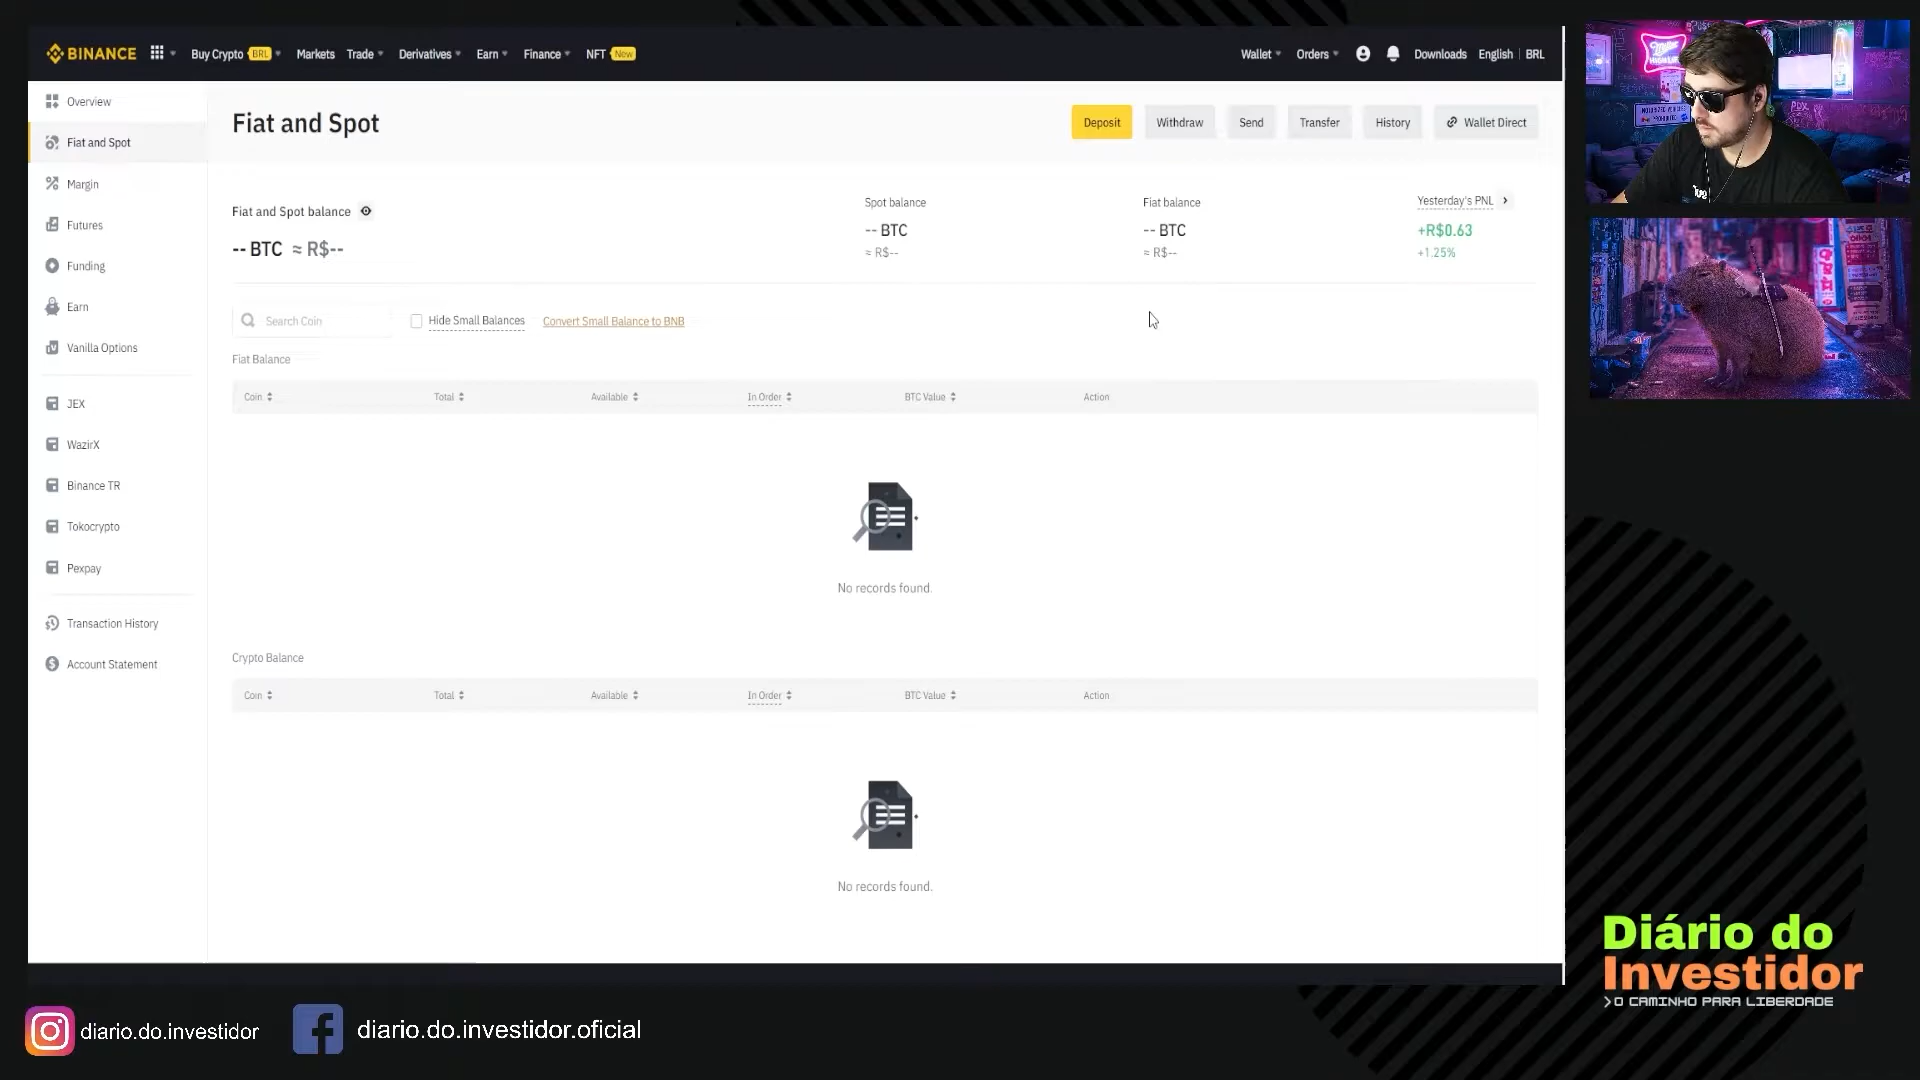 BINANCE
Buy Crypto BRL
Markets
Trade
Derivatives
Earn
Finance
NFT New
Wallet
Orders
Downloads
English | BRL
Overview
Fiat and Spot
Margin
Futures
Funding
Earn
Vanilla Options
JEX
WazirX
Binance TR
Tokocrypto
Pexpay
Transaction History
Account Statement
Fiat and Spot
Deposit
Withdraw
Send
Transfer
History
Wallet Direct
Fiat and Spot balance
-- BTC ≈ R$--
Spot balance
-- BTC
≈ R$--
Fiat balance
-- BTC
≈ R$--
Yesterday's PNL
+R$0.63
+1.25%
Search Coin
Hide Small Balances
Convert Small Balance to BNB
Fiat Balance
Coin Total Available In Order BTC Value Action
No records found.
Crypto Balance
Coin Total Available In Order BTC Value Action
No records found.
Diário do
Investidor
>O CAMINHO PARA LIBERDADE
diario.do.investidor
diario.do.investidor.oficial